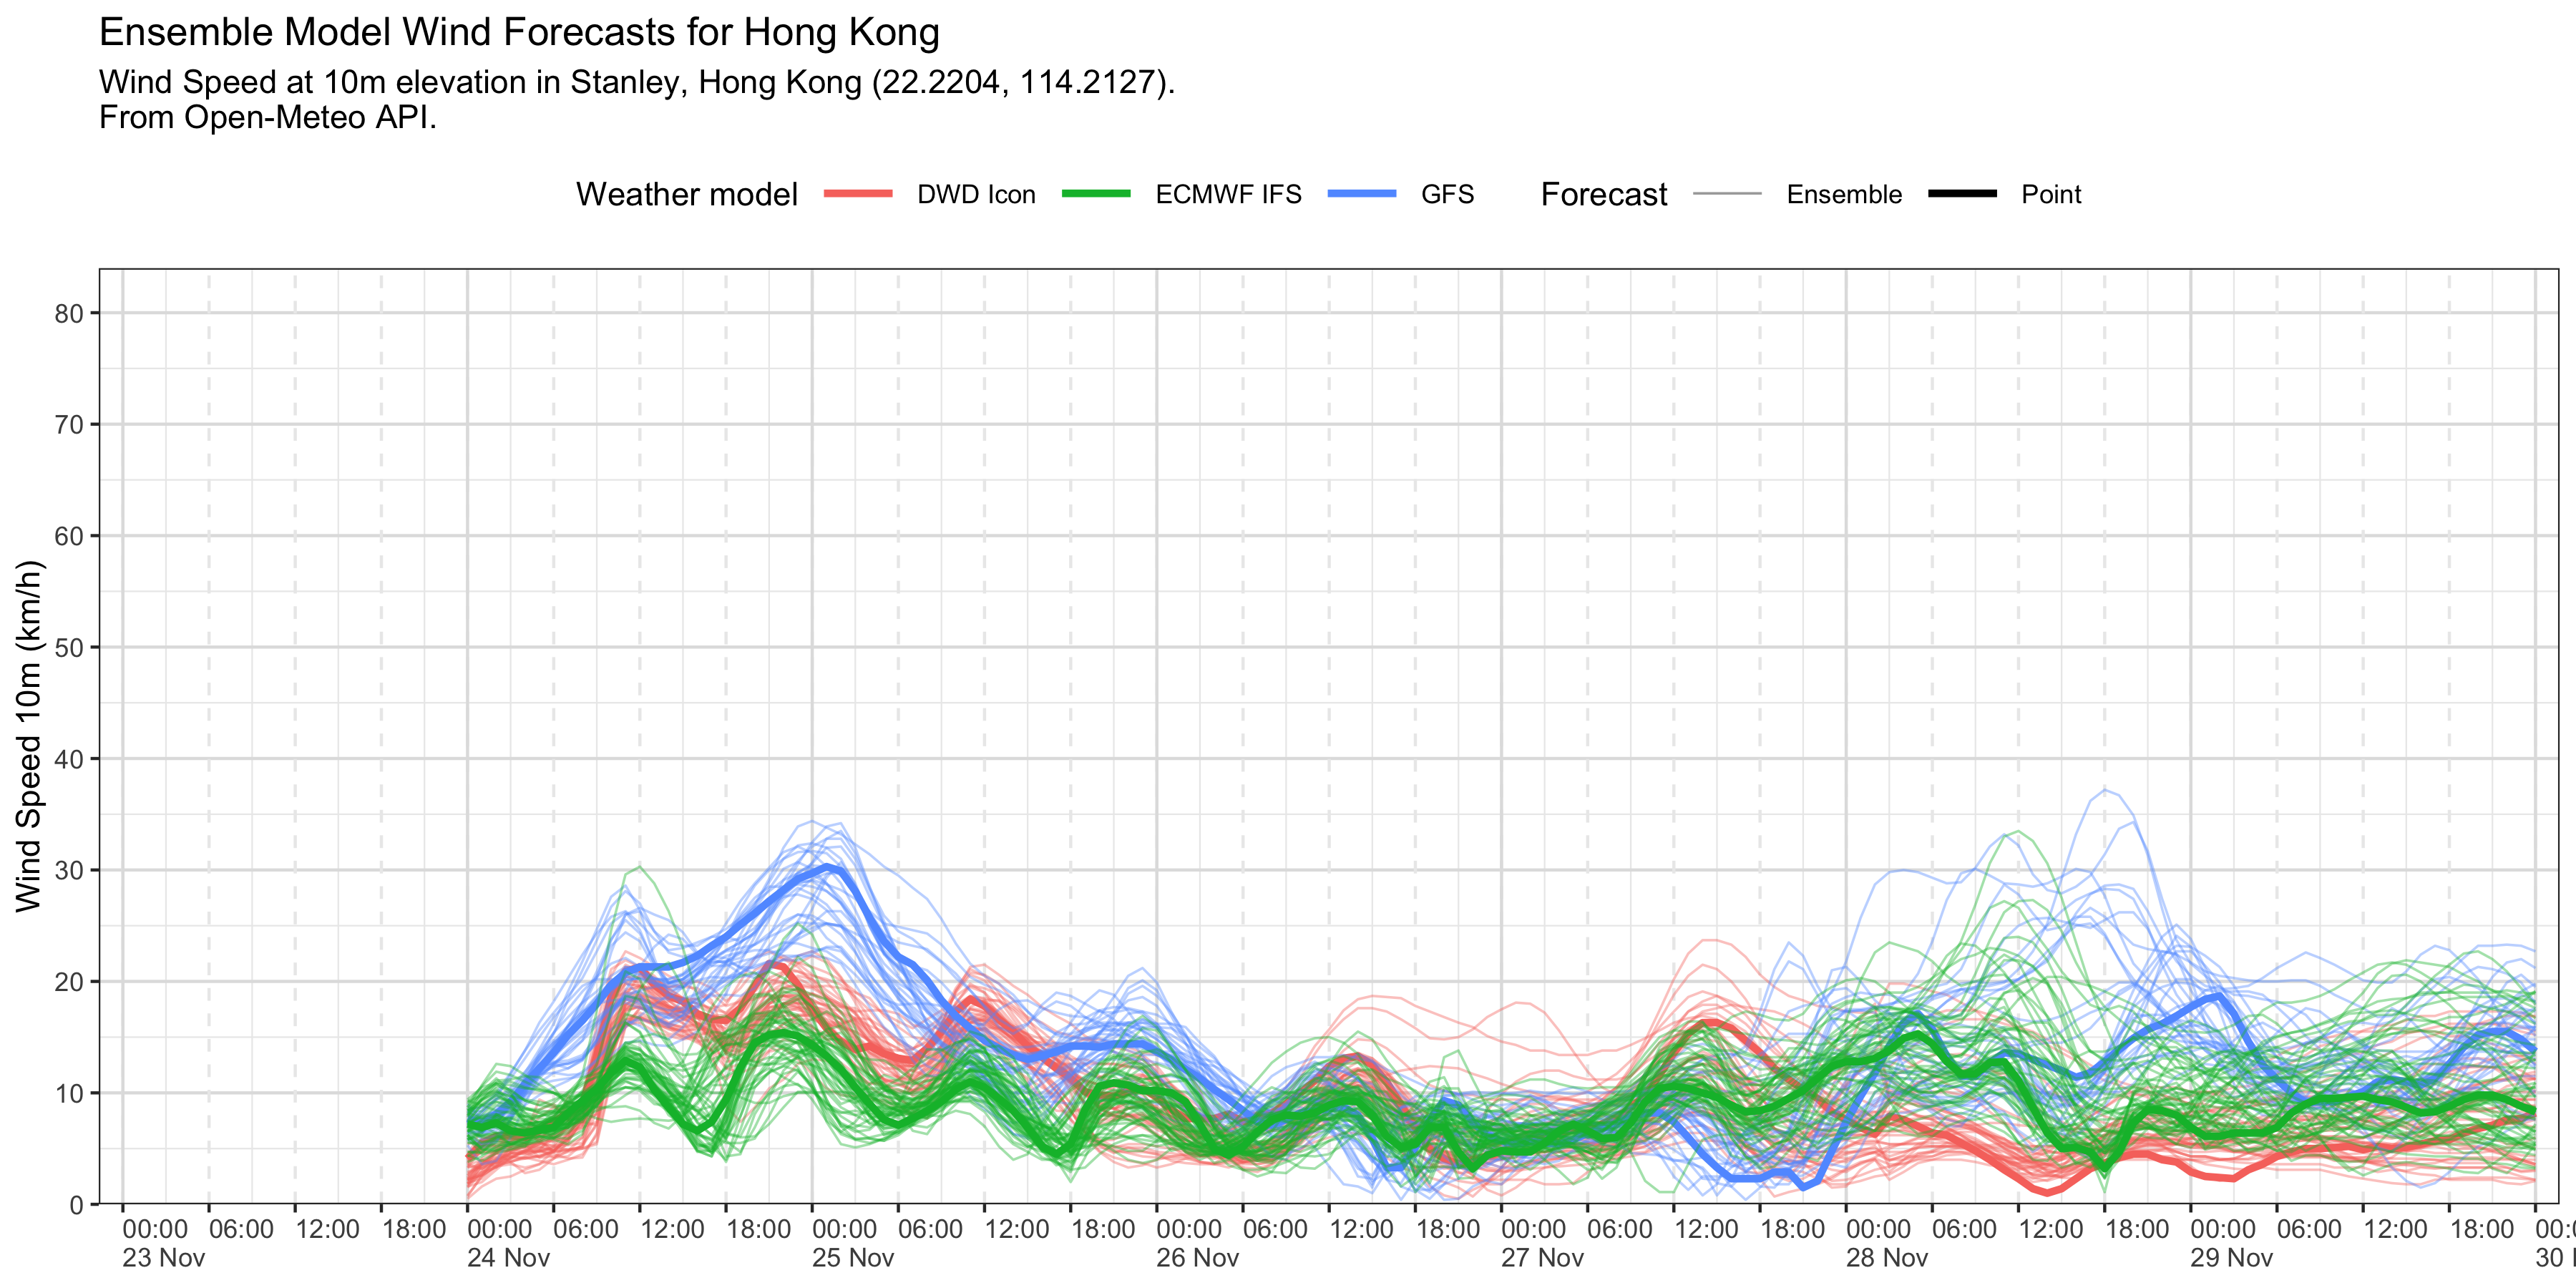 Ensemble Model Wind Forecasts for Hong Kong
Wind Speed at 10m elevation in Stanley, Hong Kong (22.2204, 114.2127).
From Open-Meteo API.
Weather model DWD Icon ECMWF IFS GFS Forecast Ensemble Point
Wind Speed 10m (km/h)
80
70
60
50
40
30
20
10
0
00:00 06:00 12:00 18:00 00:00 06:00 12:00 18:00 00:00 06:00 12:00 18:00 00:00 06:00 12:00 18:00 00:00 06:00 12:00 18:00 00:00 06:00 12:00 18:00 00:00 06:00 12:00 18:00
23 Nov 24 Nov 25 Nov 26 Nov 27 Nov 28 Nov 29 Nov 30